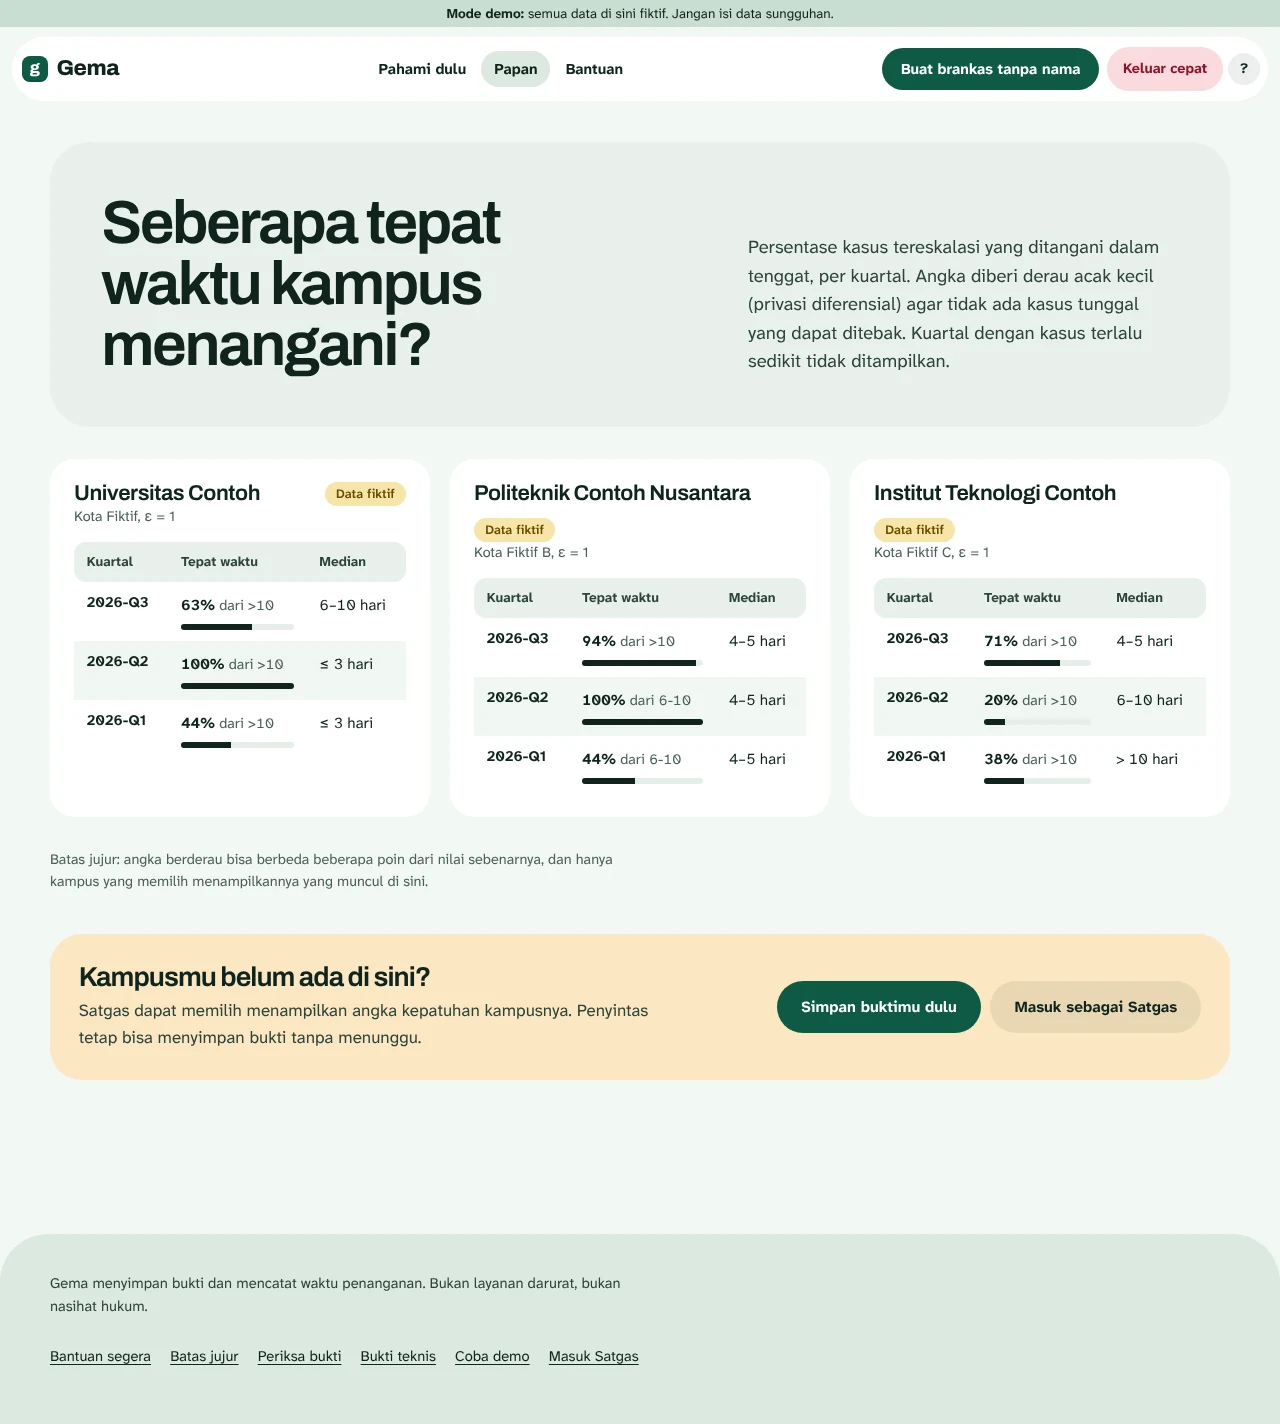 Mode demo: semua data di sini fiktif. Jangan isi data sungguhan.
g Gema
Pahami dulu
Papan
Bantuan
Buat brankas tanpa nama
Keluar cepat
?
Seberapa tepat
waktu kampus
menangani?
Persentase kasus tereskalasi yang ditangani dalam
tenggat, per kuartal. Angka diberi derau acak kecil
(privasi diferensial) agar tidak ada kasus tunggal
yang dapat ditebak. Kuartal dengan kasus terlalu
sedikit tidak ditampilkan.
Universitas Contoh
Data fiktif
Kota Fiktif, ε = 1
Kuartal Tepat waktu Median
2026-Q3 63% dari >10 6–10 hari
2026-Q2 100% dari >10 ≤ 3 hari
2026-Q1 44% dari >10 ≤ 3 hari
Politeknik Contoh Nusantara
Data fiktif
Kota Fiktif B, ε = 1
Kuartal Tepat waktu Median
2026-Q3 94% dari >10 4–5 hari
2026-Q2 100% dari 6-10 4–5 hari
2026-Q1 44% dari 6-10 4–5 hari
Institut Teknologi Contoh
Data fiktif
Kota Fiktif C, ε = 1
Kuartal Tepat waktu Median
2026-Q3 71% dari >10 4–5 hari
2026-Q2 20% dari >10 6–10 hari
2026-Q1 38% dari >10 > 10 hari
Batas jujur: angka berderau bisa berbeda beberapa poin dari nilai sebenarnya, dan hanya
kampus yang memilih menampilkannya yang muncul di sini.
Kampusmu belum ada di sini?
Satgas dapat memilih menampilkan angka kepatuhan kampusnya. Penyintas
tetap bisa menyimpan bukti tanpa menunggu.
Simpan buktimu dulu
Masuk sebagai Satgas
Gema menyimpan bukti dan mencatat waktu penanganan. Bukan layanan darurat, bukan
nasihat hukum.
Bantuan segera Batas jujur Periksa bukti Bukti teknis Coba demo Masuk Satgas